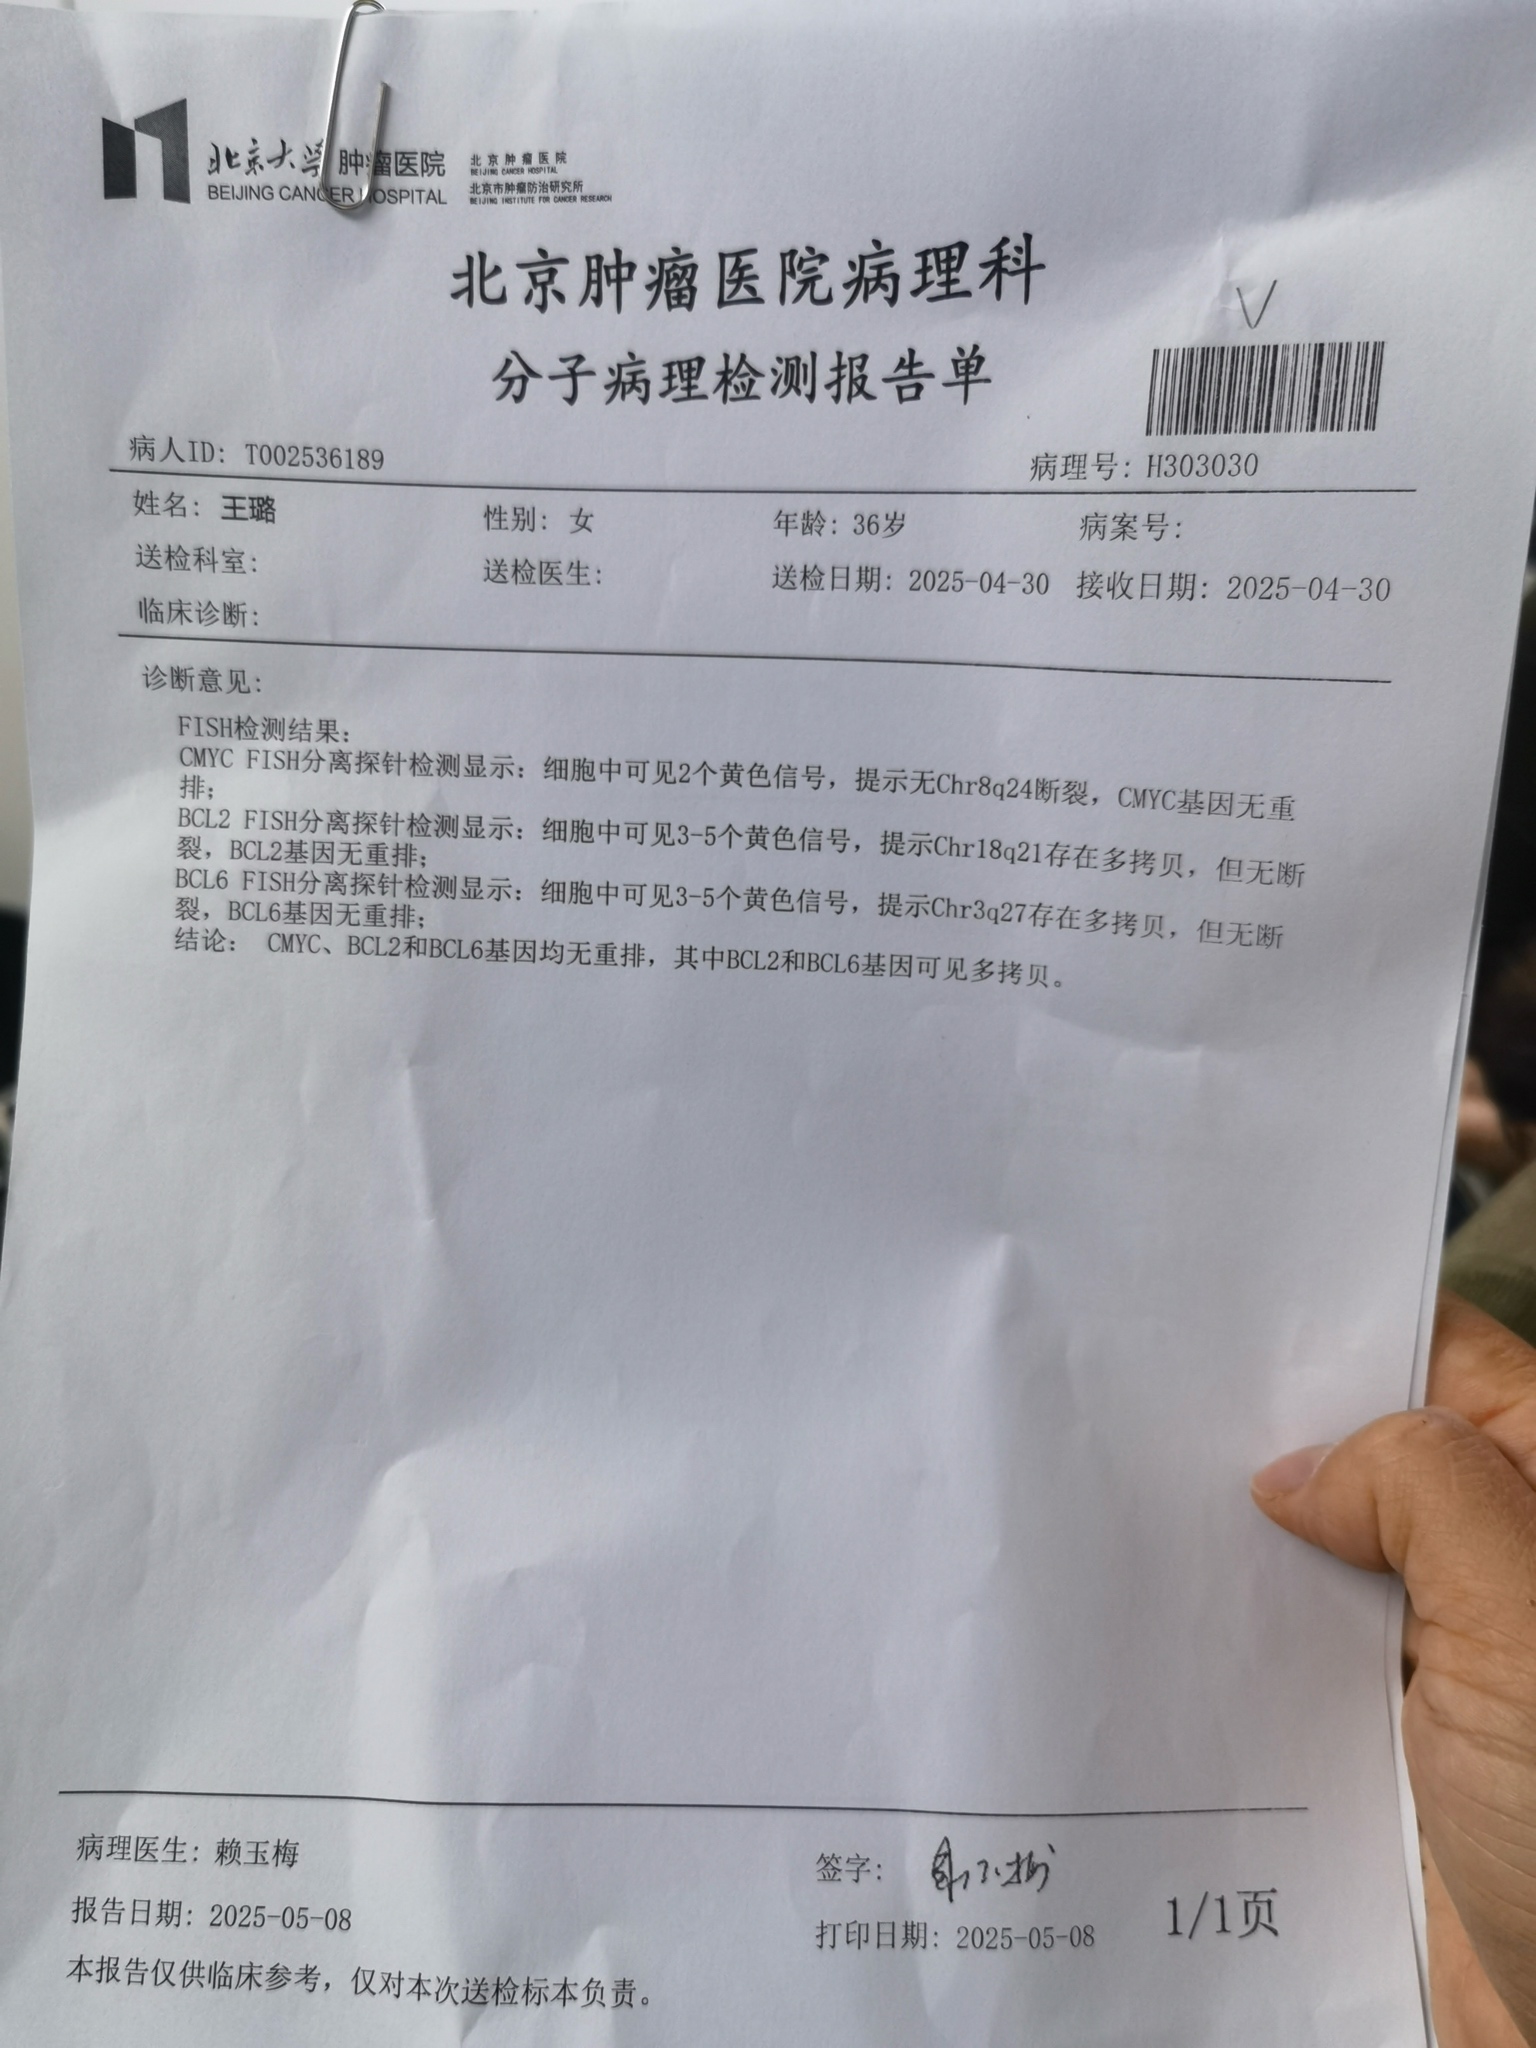 北京大学肿瘤医院
BEIJING CANCER HOSPITAL
北京肿瘤医院
BEIJING CANCER HOSPITAL
北京市肿瘤防治研究所
BEIJING INSTITUTE FOR CANCER RESEARCH
北京肿瘤医院病理科
分子病理检测报告单
病人ID: T002536189 病理号: H303030
姓名: 王璐 性别: 女 年龄: 36岁 病案号:
送检科室: 送检医生: 送检日期: 2025-04-30 接收日期: 2025-04-30
临床诊断:
诊断意见:
FISH检测结果:
CMYC FISH分离探针检测显示: 细胞中可见2个黄色信号, 提示无Chr8q24断裂, CMYC基因无重
排;
BCL2 FISH分离探针检测显示: 细胞中可见3-5个黄色信号, 提示Chr18q21存在多拷贝, 但无断
裂, BCL2基因无重排;
BCL6 FISH分离探针检测显示: 细胞中可见3-5个黄色信号, 提示Chr3q27存在多拷贝, 但无断
裂, BCL6基因无重排;
结论: CMYC、BCL2和BCL6基因均无重排, 其中BCL2和BCL6基因可见多拷贝。
病理医生: 赖玉梅 签字:
报告日期: 2025-05-08 打印日期: 2025-05-08 1/1页
本报告仅供临床参考, 仅对本次送检标本负责。